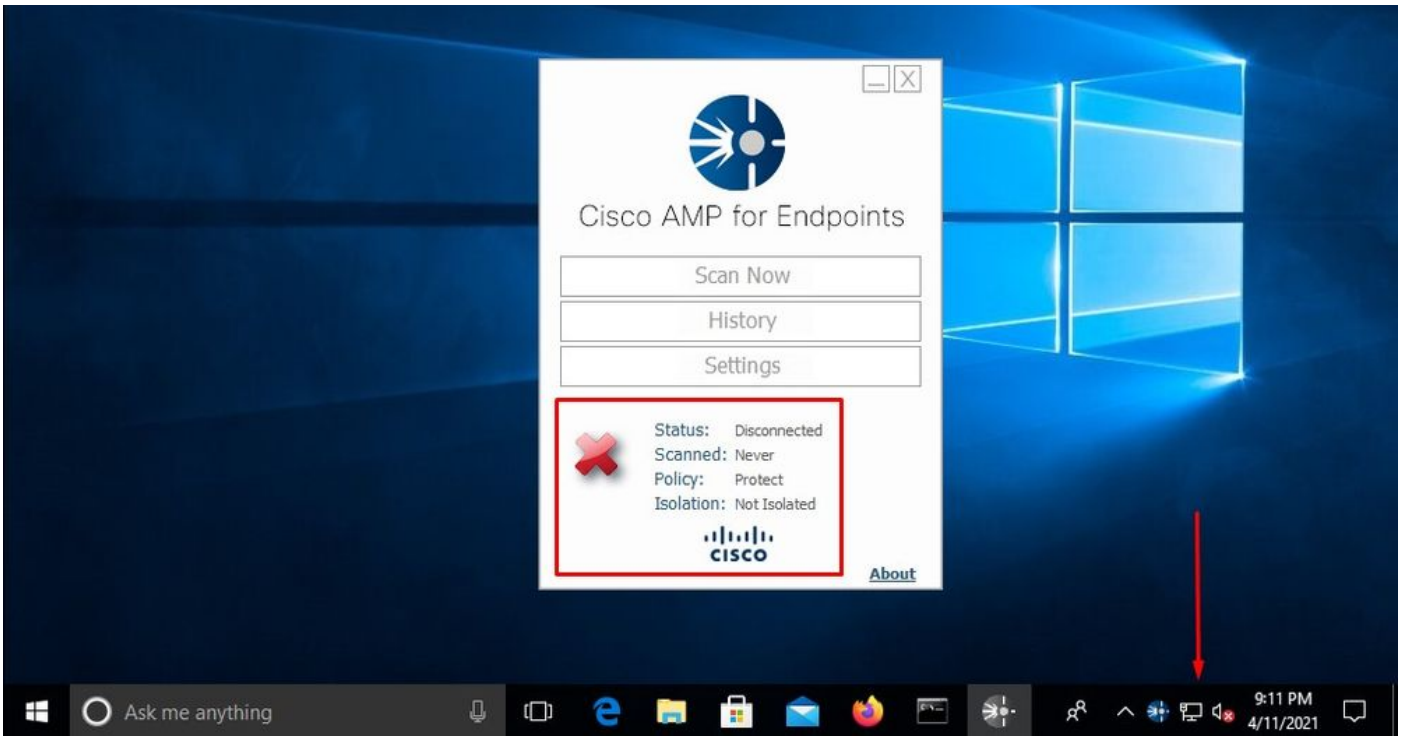 Cisco AMP for Endpoints
Scan Now
History
Settings
Status: Disconnected
Scanned: Never
Policy: Protect
Isolation: Not Isolated
CISCO
About
Ask me anything
9:11 PM
4/11/2021